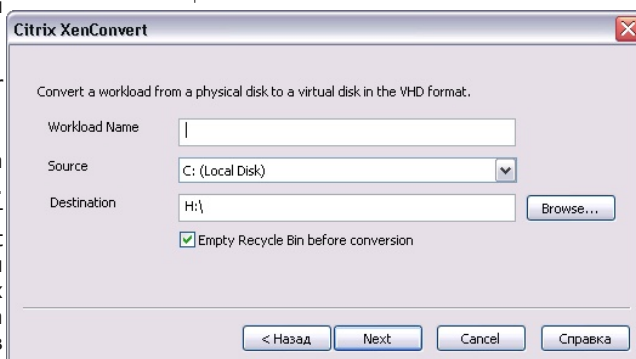 Citrix XenConvert
Convert a workload from a physical disk to a virtual disk in the VHD format.
Workload Name
Source C: (Local Disk)
Destination H:\ Browse...
Empty Recycle Bin before conversion
< Назад Next Cancel Справка